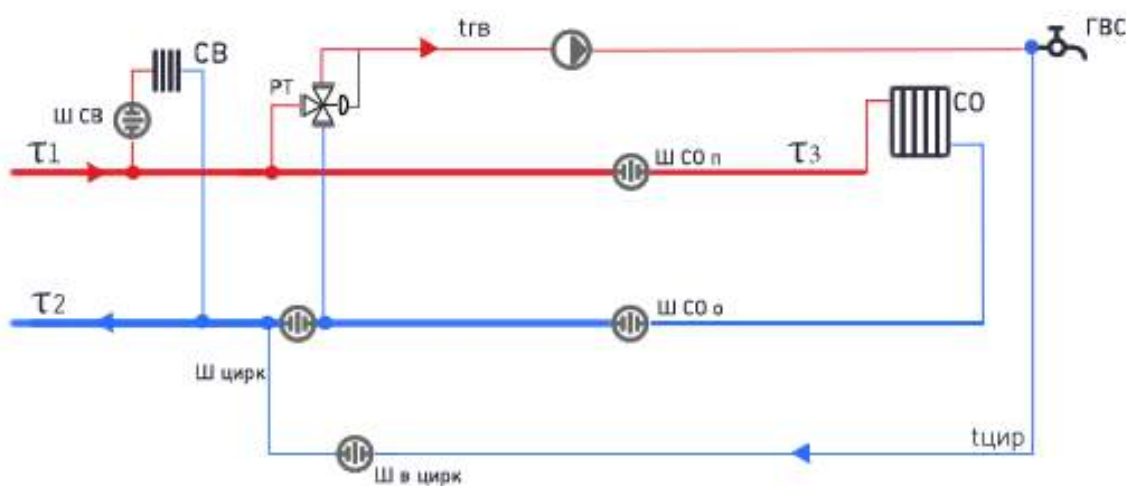 tгв
ГВС
СВ
РТ
СО
Ш СВ
τ1
Ш СО п
τ3
τ2
Ш СО о
Ш цирк
tцир
Ш в цирк